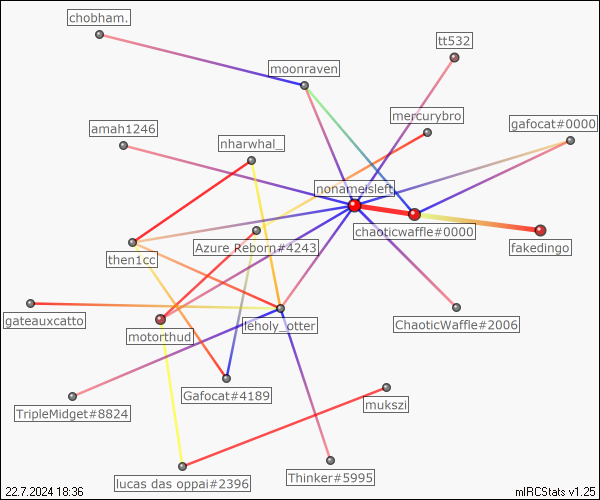 chobham.
tt532
moonraven
mercurybro
gafocat#0000
amah1246
nharwhal_
nonameisleft
chaoticwaffle#0000
Azure Reborn#4243
fakedingo
then1cc
gateauxcatto
leholy_otter
ChaoticWaffle#2006
motorthud
Gafocat#4189
mukszi
TripleMidget#8824
Thinker#5995
lucas das oppai#2396
22.7.2024 18:36
mIRCStats v1.25